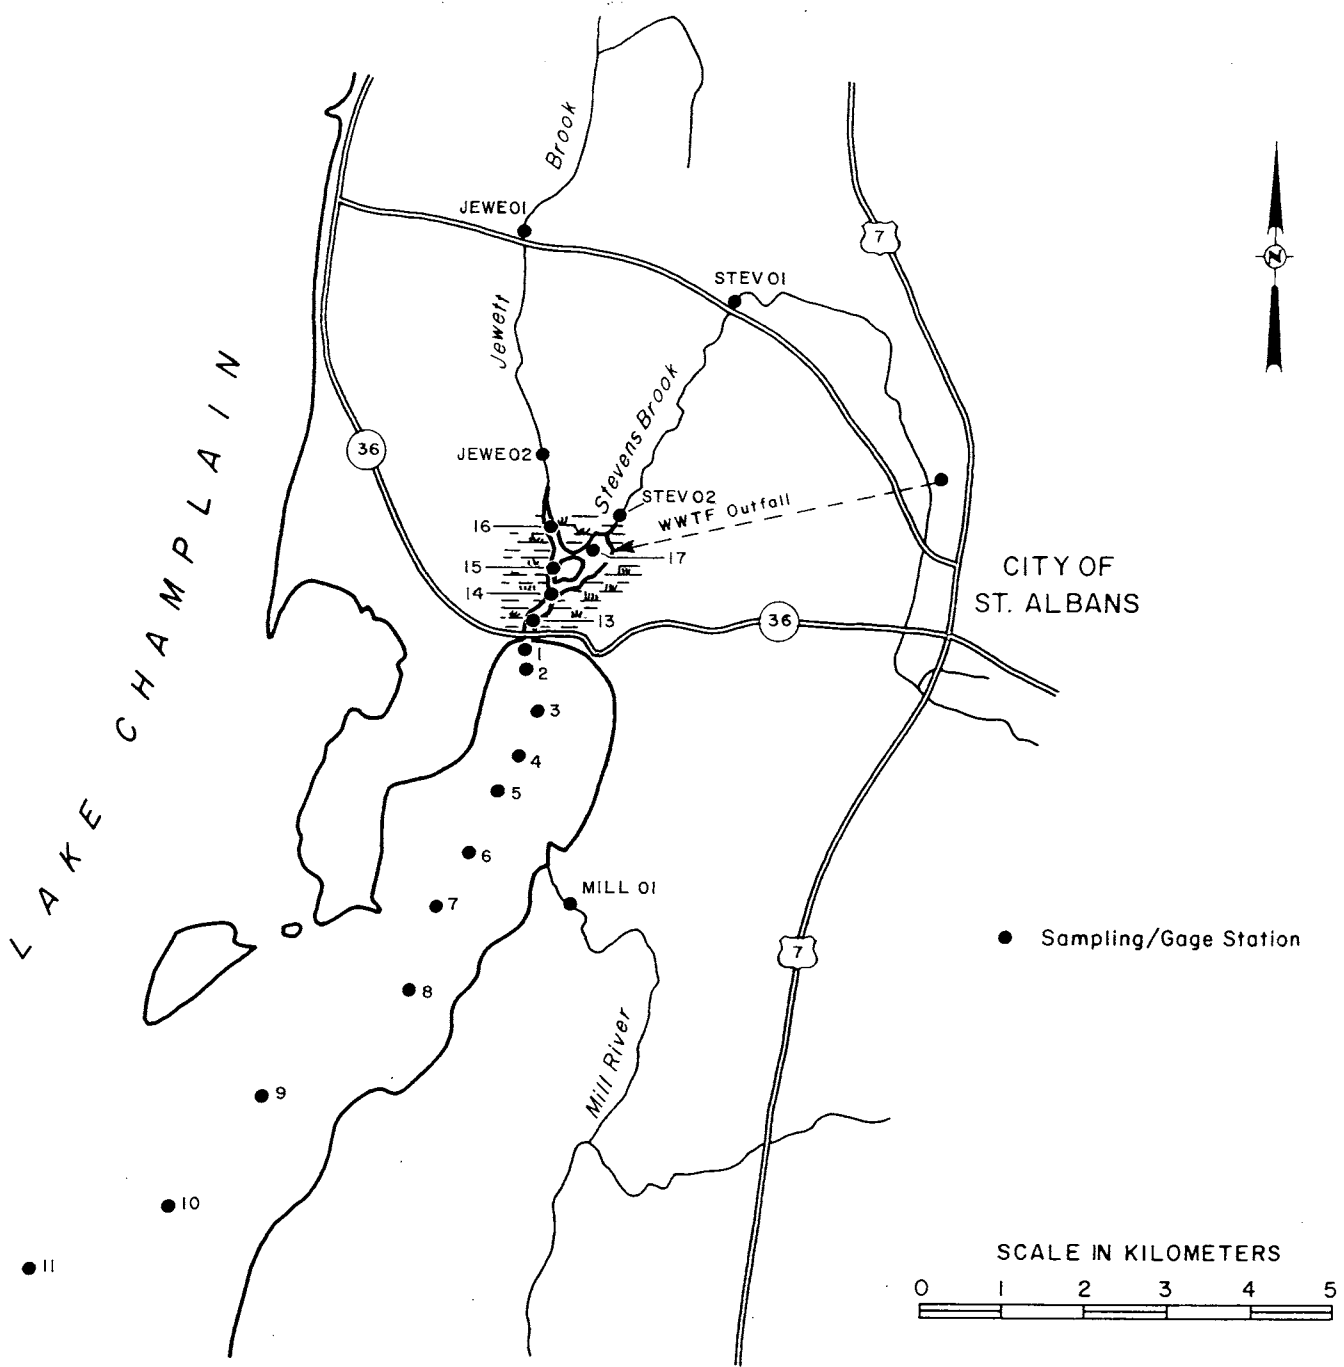 Jewett Brook
JEWE01
7
STEV01
Stevens Brook
36
JEWE02
STEV02
WWTF Outfall
16
17
15
14
13
CITY OF
ST. ALBANS
36
1
2
3
4
5
6
7
8
9
10
11
LAKE CHAMPLAIN
MILL 01
Mill River
7
Sampling/Gage Station
SCALE IN KILOMETERS
0 1 2 3 4 5
N